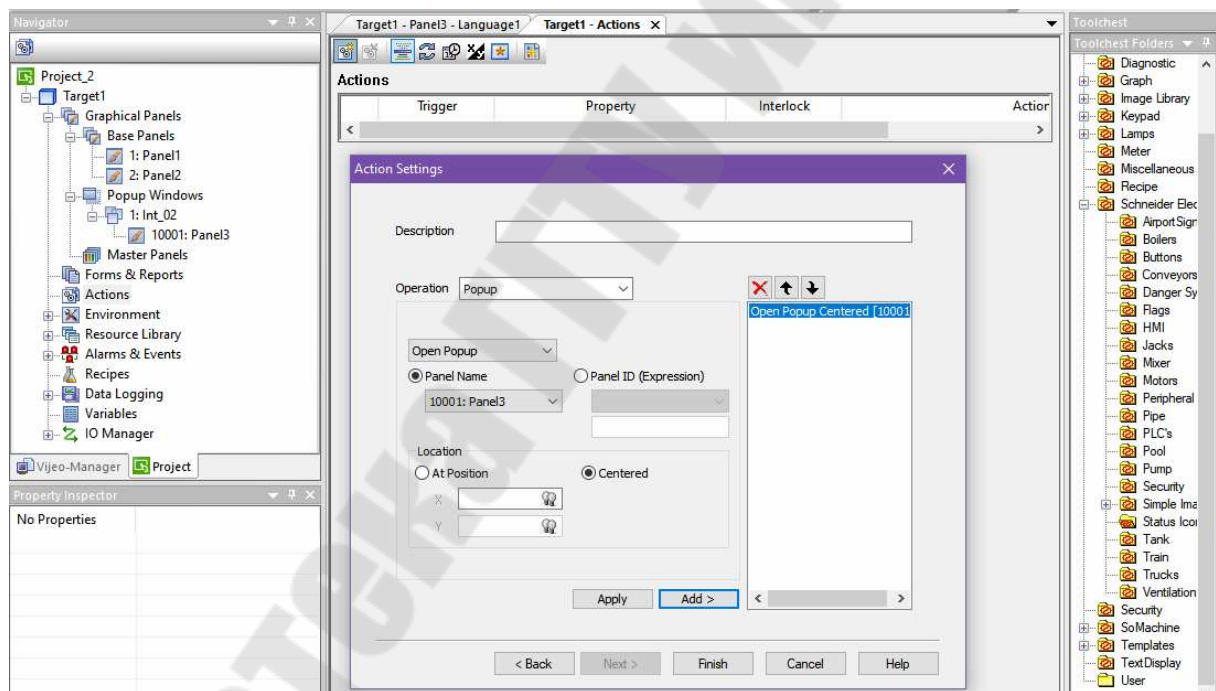 Navigator
Project_2
Target1
Graphical Panels
Base Panels
1: Panel1
2: Panel2
Popup Windows
1: Int_02
10001: Panel3
Master Panels
Forms & Reports
Actions
Environment
Resource Library
Alarms & Events
Recipes
Data Logging
Variables
IO Manager
Vijeo-Manager
Project
Property Inspector
No Properties
Target1 - Panel3 - Language1
Target1 - Actions
Actions
Trigger
Property
Interlock
Action
Action Settings
Description
Operation
Popup
Open Popup
Panel Name
Panel ID (Expression)
10001: Panel3
Location
At Position
Centered
X
Y
Apply
Add >
Open Popup Centered [10001
< Back
Next >
Finish
Cancel
Help
Toolchest
Toolchest Folders
Diagnostic
Graph
Image Library
Keypad
Lamps
Meter
Miscellaneous
Recipe
Schneider Elec
AirportSign
Boilers
Buttons
Conveyors
Danger Sy
Flags
HMI
Jacks
Mixer
Motors
Peripheral
Pipe
PLC's
Pool
Pump
Security
Simple Ima
Status Icon
Tank
Train
Trucks
Ventilation
Security
SoMachine
Templates
TextDisplay
User